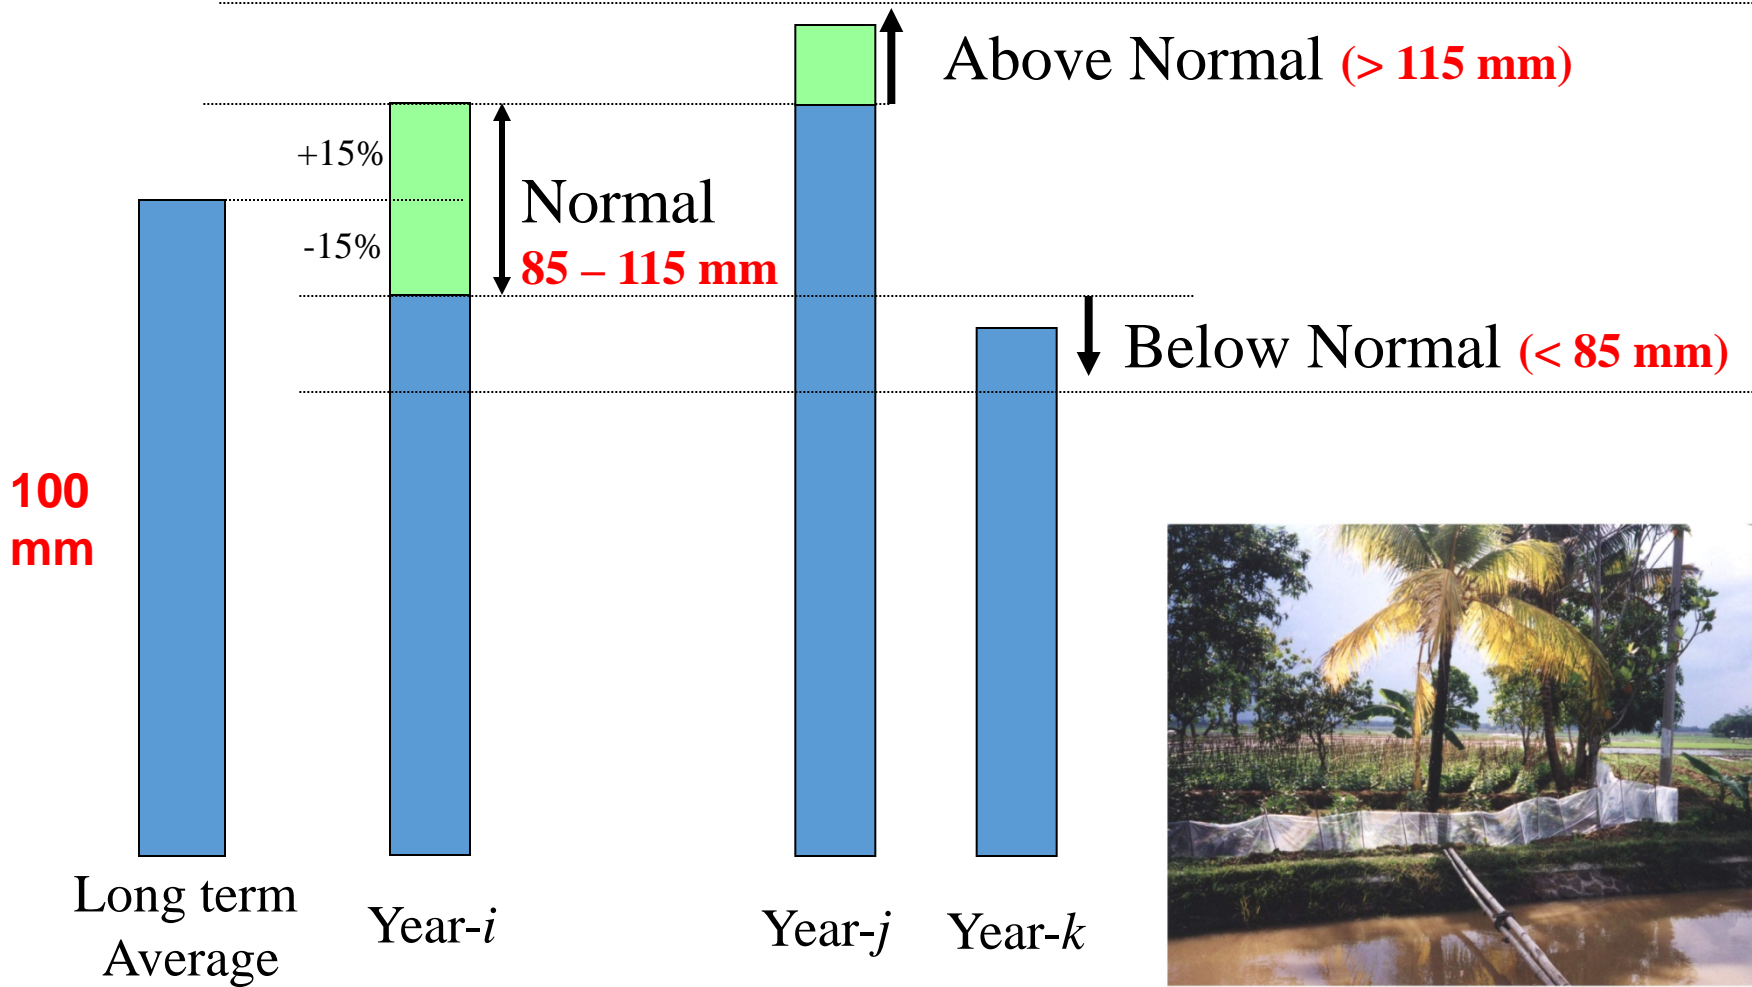 Above Normal (> 115 mm)
+15%
Normal
-15%
85 – 115 mm
Below Normal (< 85 mm)
100
mm
Long term
Average
Year-i
Year-j
Year-k